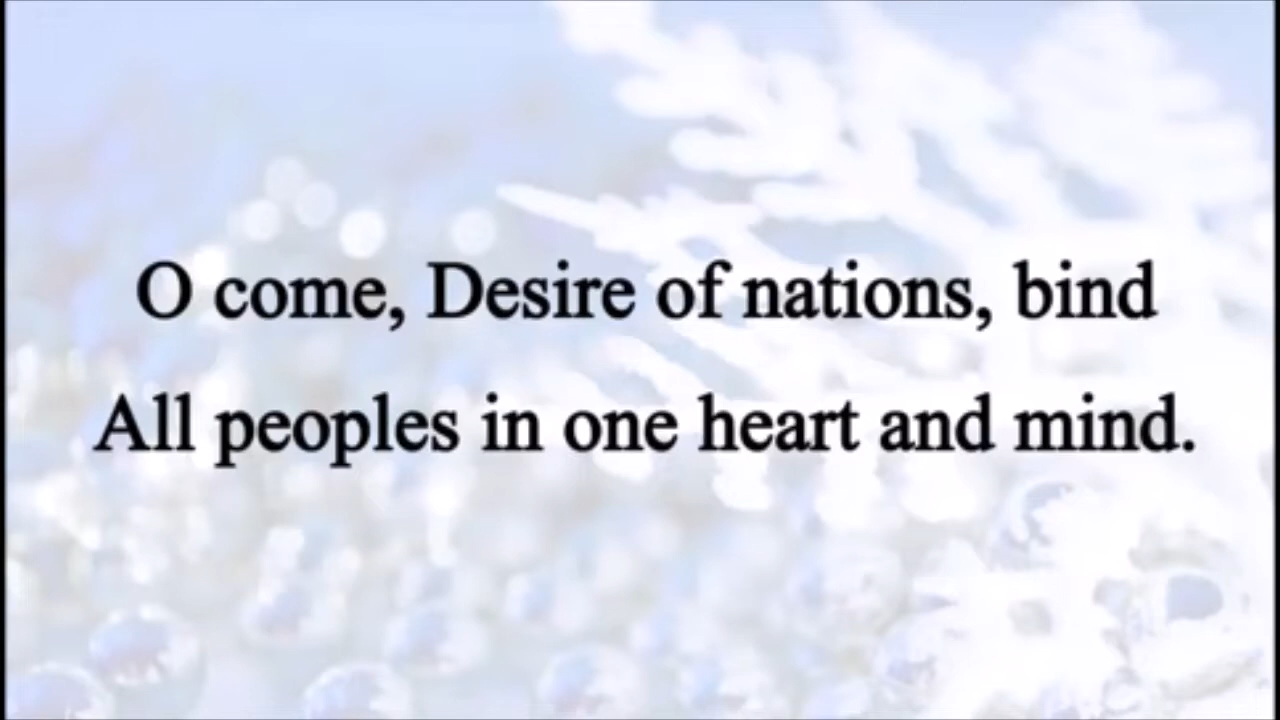 O come, Desire of nations, bind
All peoples in one heart and mind.